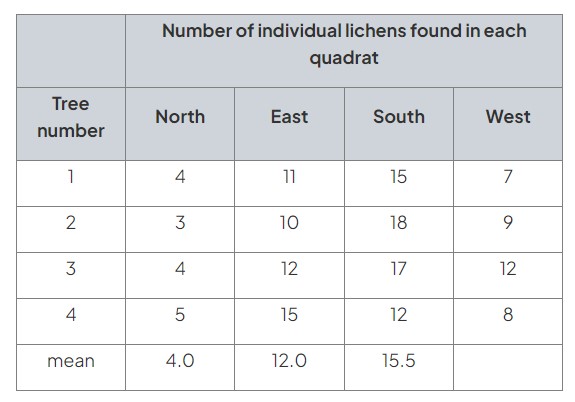 Number of individual lichens found in each
quadrat
Tree
number North East South West
1 4 11 15 7
2 3 10 18 9
3 4 12 17 12
4 5 15 12 8
mean 4.0 12.0 15.5